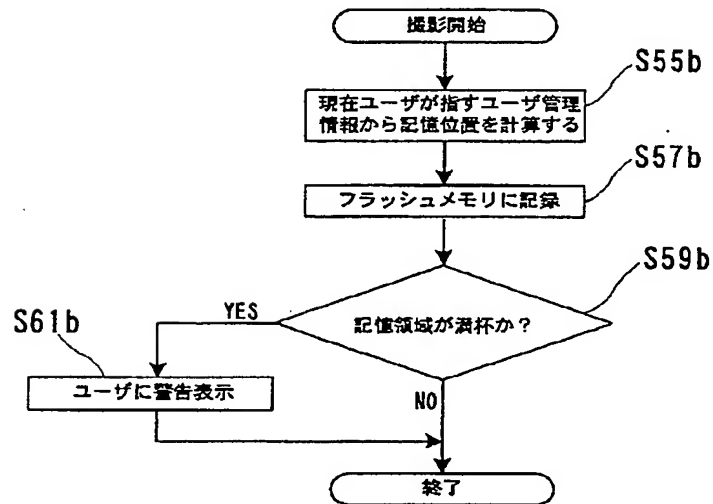 撮影開始
S55b
現在ユーザが指すユーザ管理
情報から記憶位置を計算する
S57b
フラッシュメモリに記録
S59b
記憶領域が満杯か？
YES
S61b
ユーザに警告表示
NO
終了